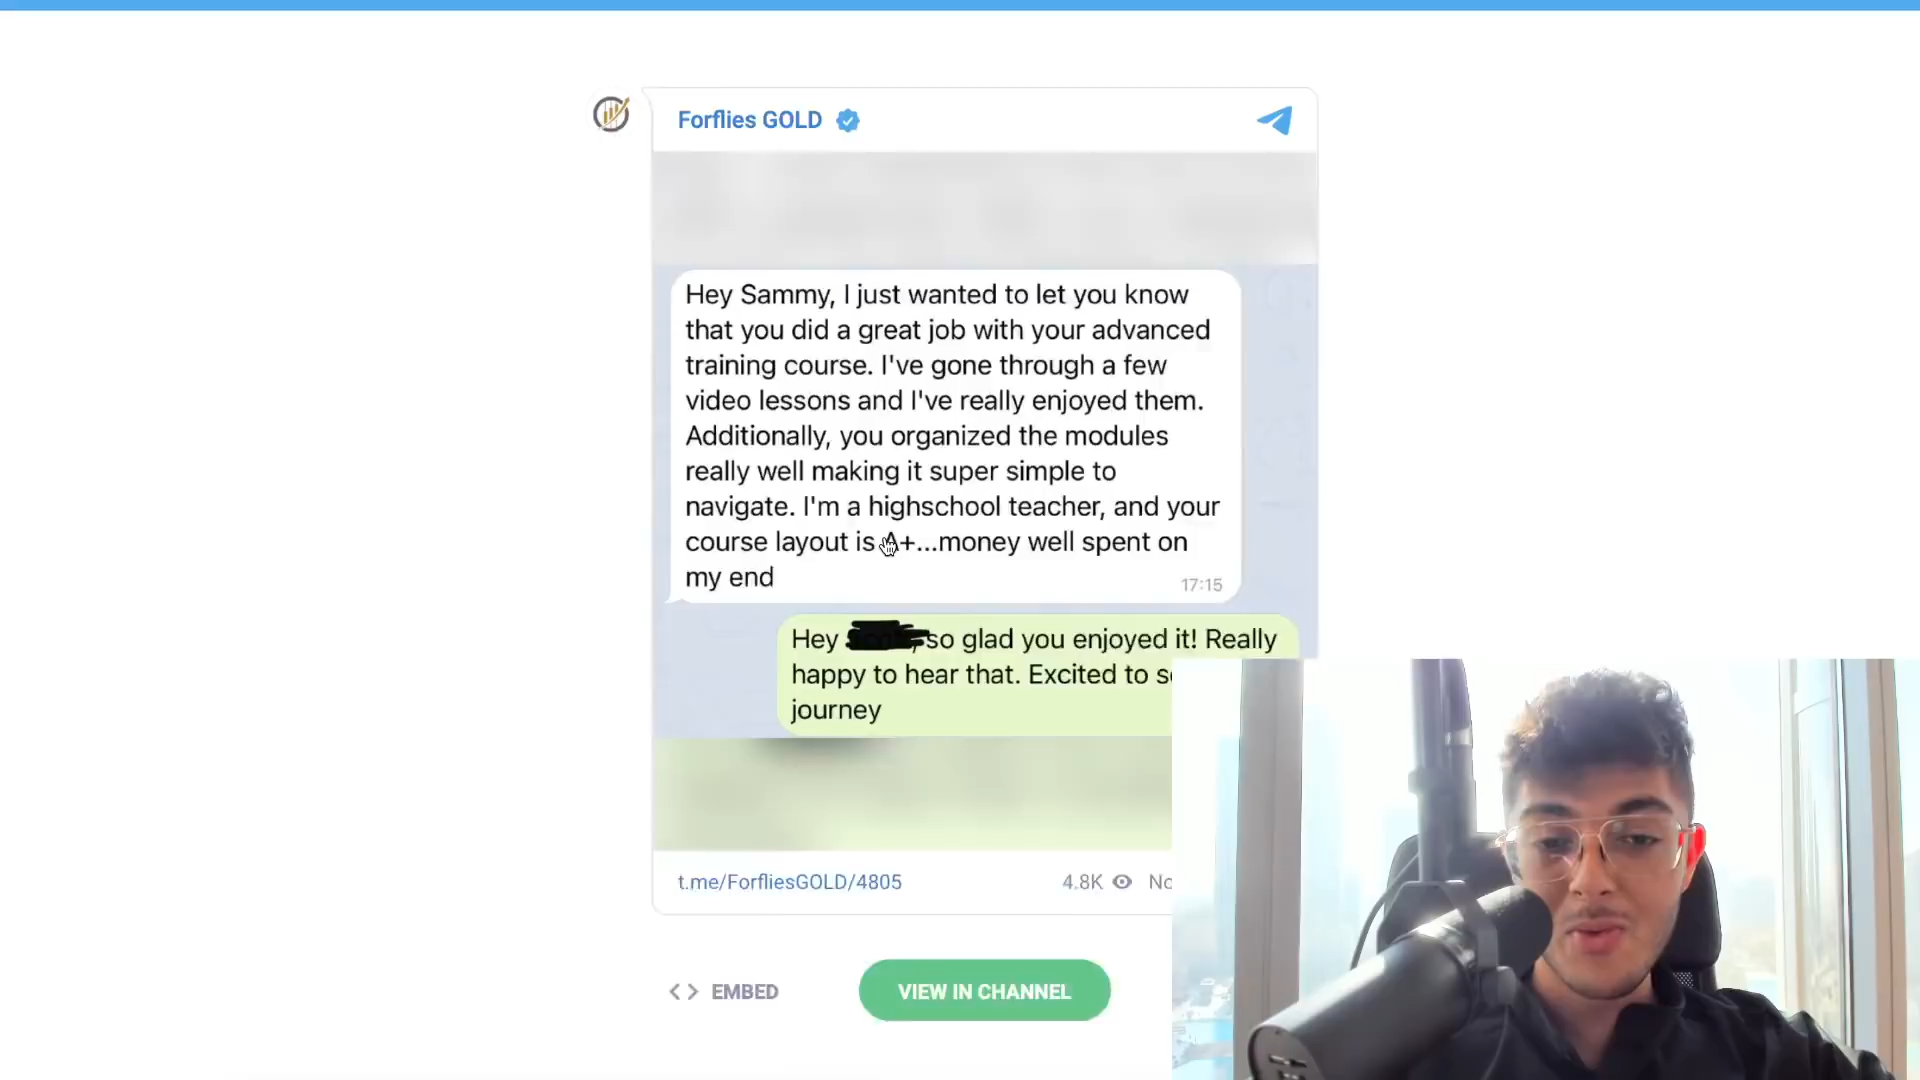 Forflies GOLD
Hey Sammy, I just wanted to let you know
that you did a great job with your advanced
training course. I've gone through a few
video lessons and I've really enjoyed them.
Additionally, you organized the modules
really well making it super simple to
navigate. I'm a highschool teacher, and your
course layout is A+...money well spent on
my end
17:15
Hey so glad you enjoyed it! Really
happy to hear that. Excited to
journey
t.me/ForfliesGOLD/4805
4.8K
EMBED
VIEW IN CHANNEL